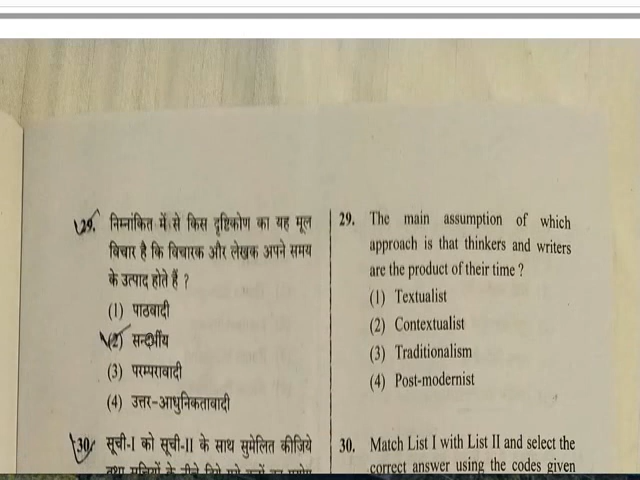 29. निम्नांकित में से किस दृष्टिकोण का यह मूल
विचार है कि विचारक और लेखक अपने समय
के उत्पाद होते हैं ?
(1) पाठवादी
(2) सन्दर्भीय
(3) परम्परावादी
(4) उत्तर-आधुनिकतावादी
30. सूची-I को सूची-II के साथ सुमेलित कीजिये
29. The main assumption of which
approach is that thinkers and writers
are the product of their time ?
(1) Textualist
(2) Contextualist
(3) Traditionalism
(4) Post-modernist
30. Match List I with List II and select the
correct answer using the codes given